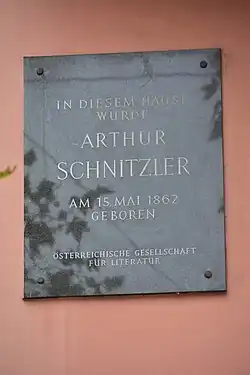 IN DIESEM HAUSE
WURDE
ARTHUR
SCHNITZLER
AM 15. MAI 1862
GEBOREN
ÖSTERREICHISCHE GESELLSCHAFT
FÜR LITERATUR